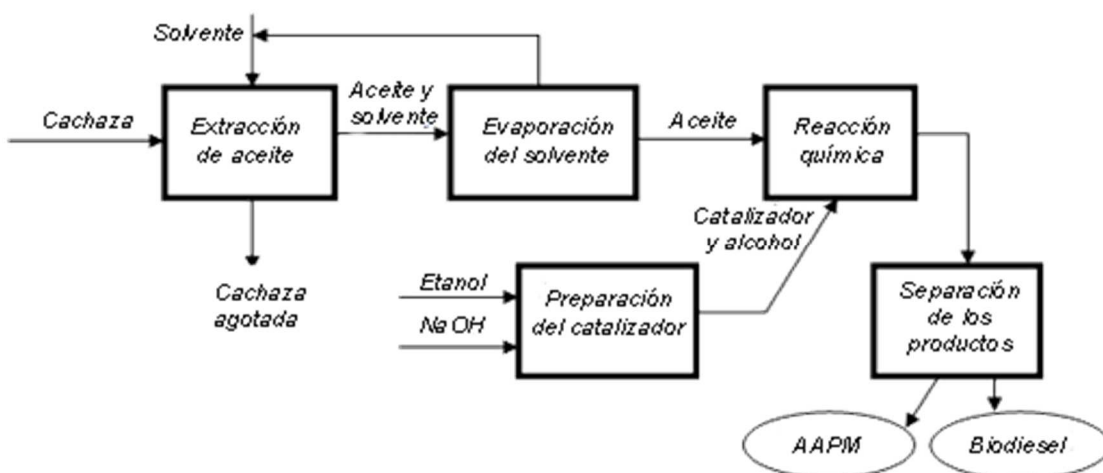 Solvente
Cachaza
Extracción
de aceite
Aceite y
solvente
Evaporación
del solvente
Aceite
Reacción
química
Catalizador
y alcohol
Cachaza
agotada
Etanol
NaOH
Preparación
del catalizador
Separación
de los
productos
AAPM
Biodiesel